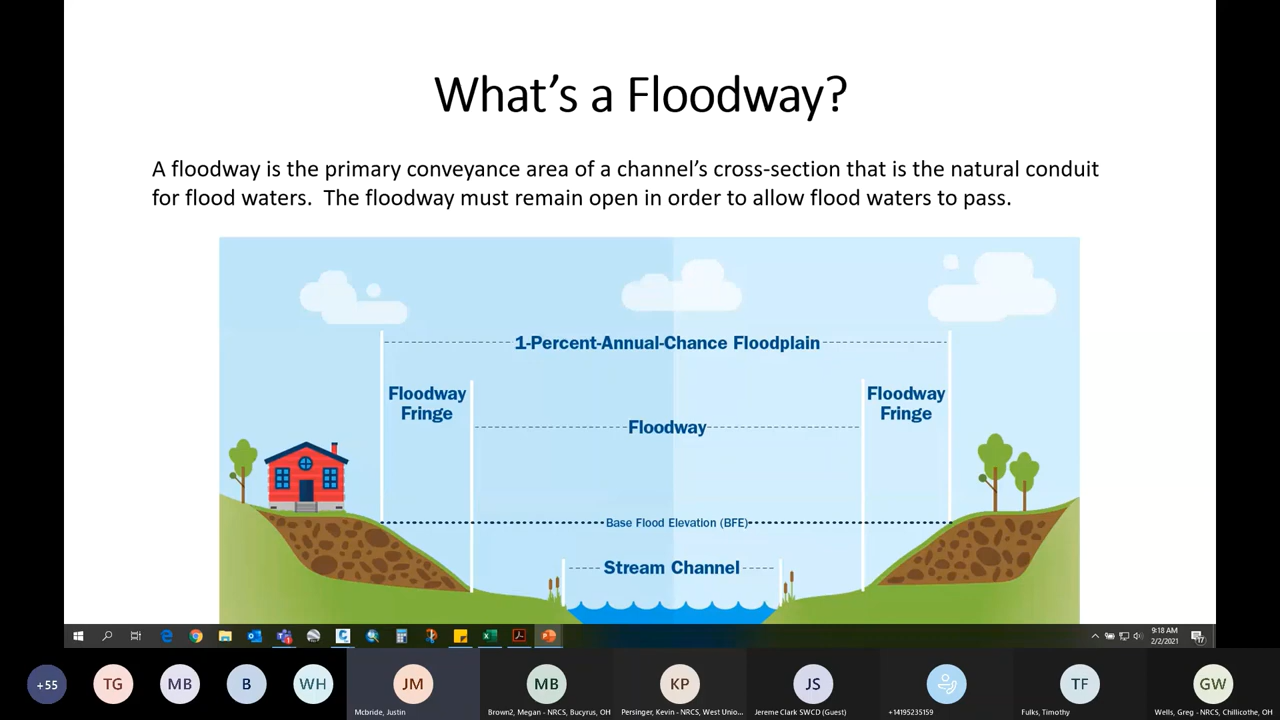 What's a Floodway?
A floodway is the primary conveyance area of a channel's cross-section that is the natural conduit
for flood waters.  The floodway must remain open in order to allow flood waters to pass.
1-Percent-Annual-Chance Floodplain
Floodway
Fringe
Floodway
Fringe
Floodway
Base Flood Elevation (BFE)
Stream Channel
9:18 AM
2/2/2021
17
+55
TG
MB
B
WH
JM
MB
KP
JS
TF
GW
Mcbride, Justin
Brown2, Megan - NRCS, Bucyrus, OH
Persinger, Kevin - NRCS, West Unio...
Jereme Clark SWCD (Guest)
+14195235159
Fulks, Timothy
Wells, Greg - NRCS, Chillicothe, OH